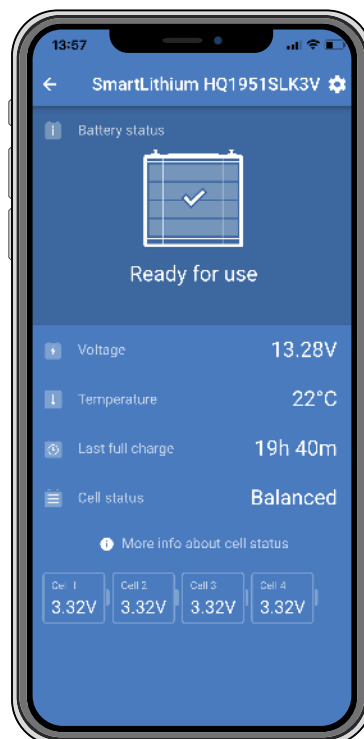 13:57
SmartLithium HQ1951SLK3V
Battery status
Ready for use
Voltage 13.28V
Temperature 22°C
Last full charge 19h 40m
Cell status Balanced
More info about cell status
Cell 1 Cell 2 Cell 3 Cell 4
3.32V 3.32V 3.32V 3.32V